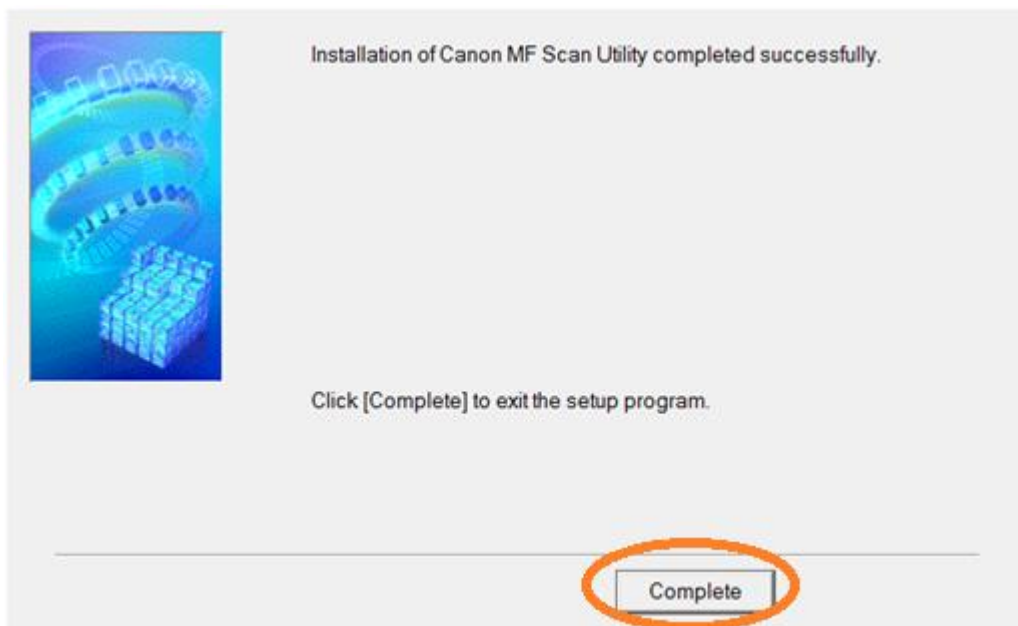 Installation of Canon MF Scan Utility completed successfully.
Click [Complete] to exit the setup program.
Complete